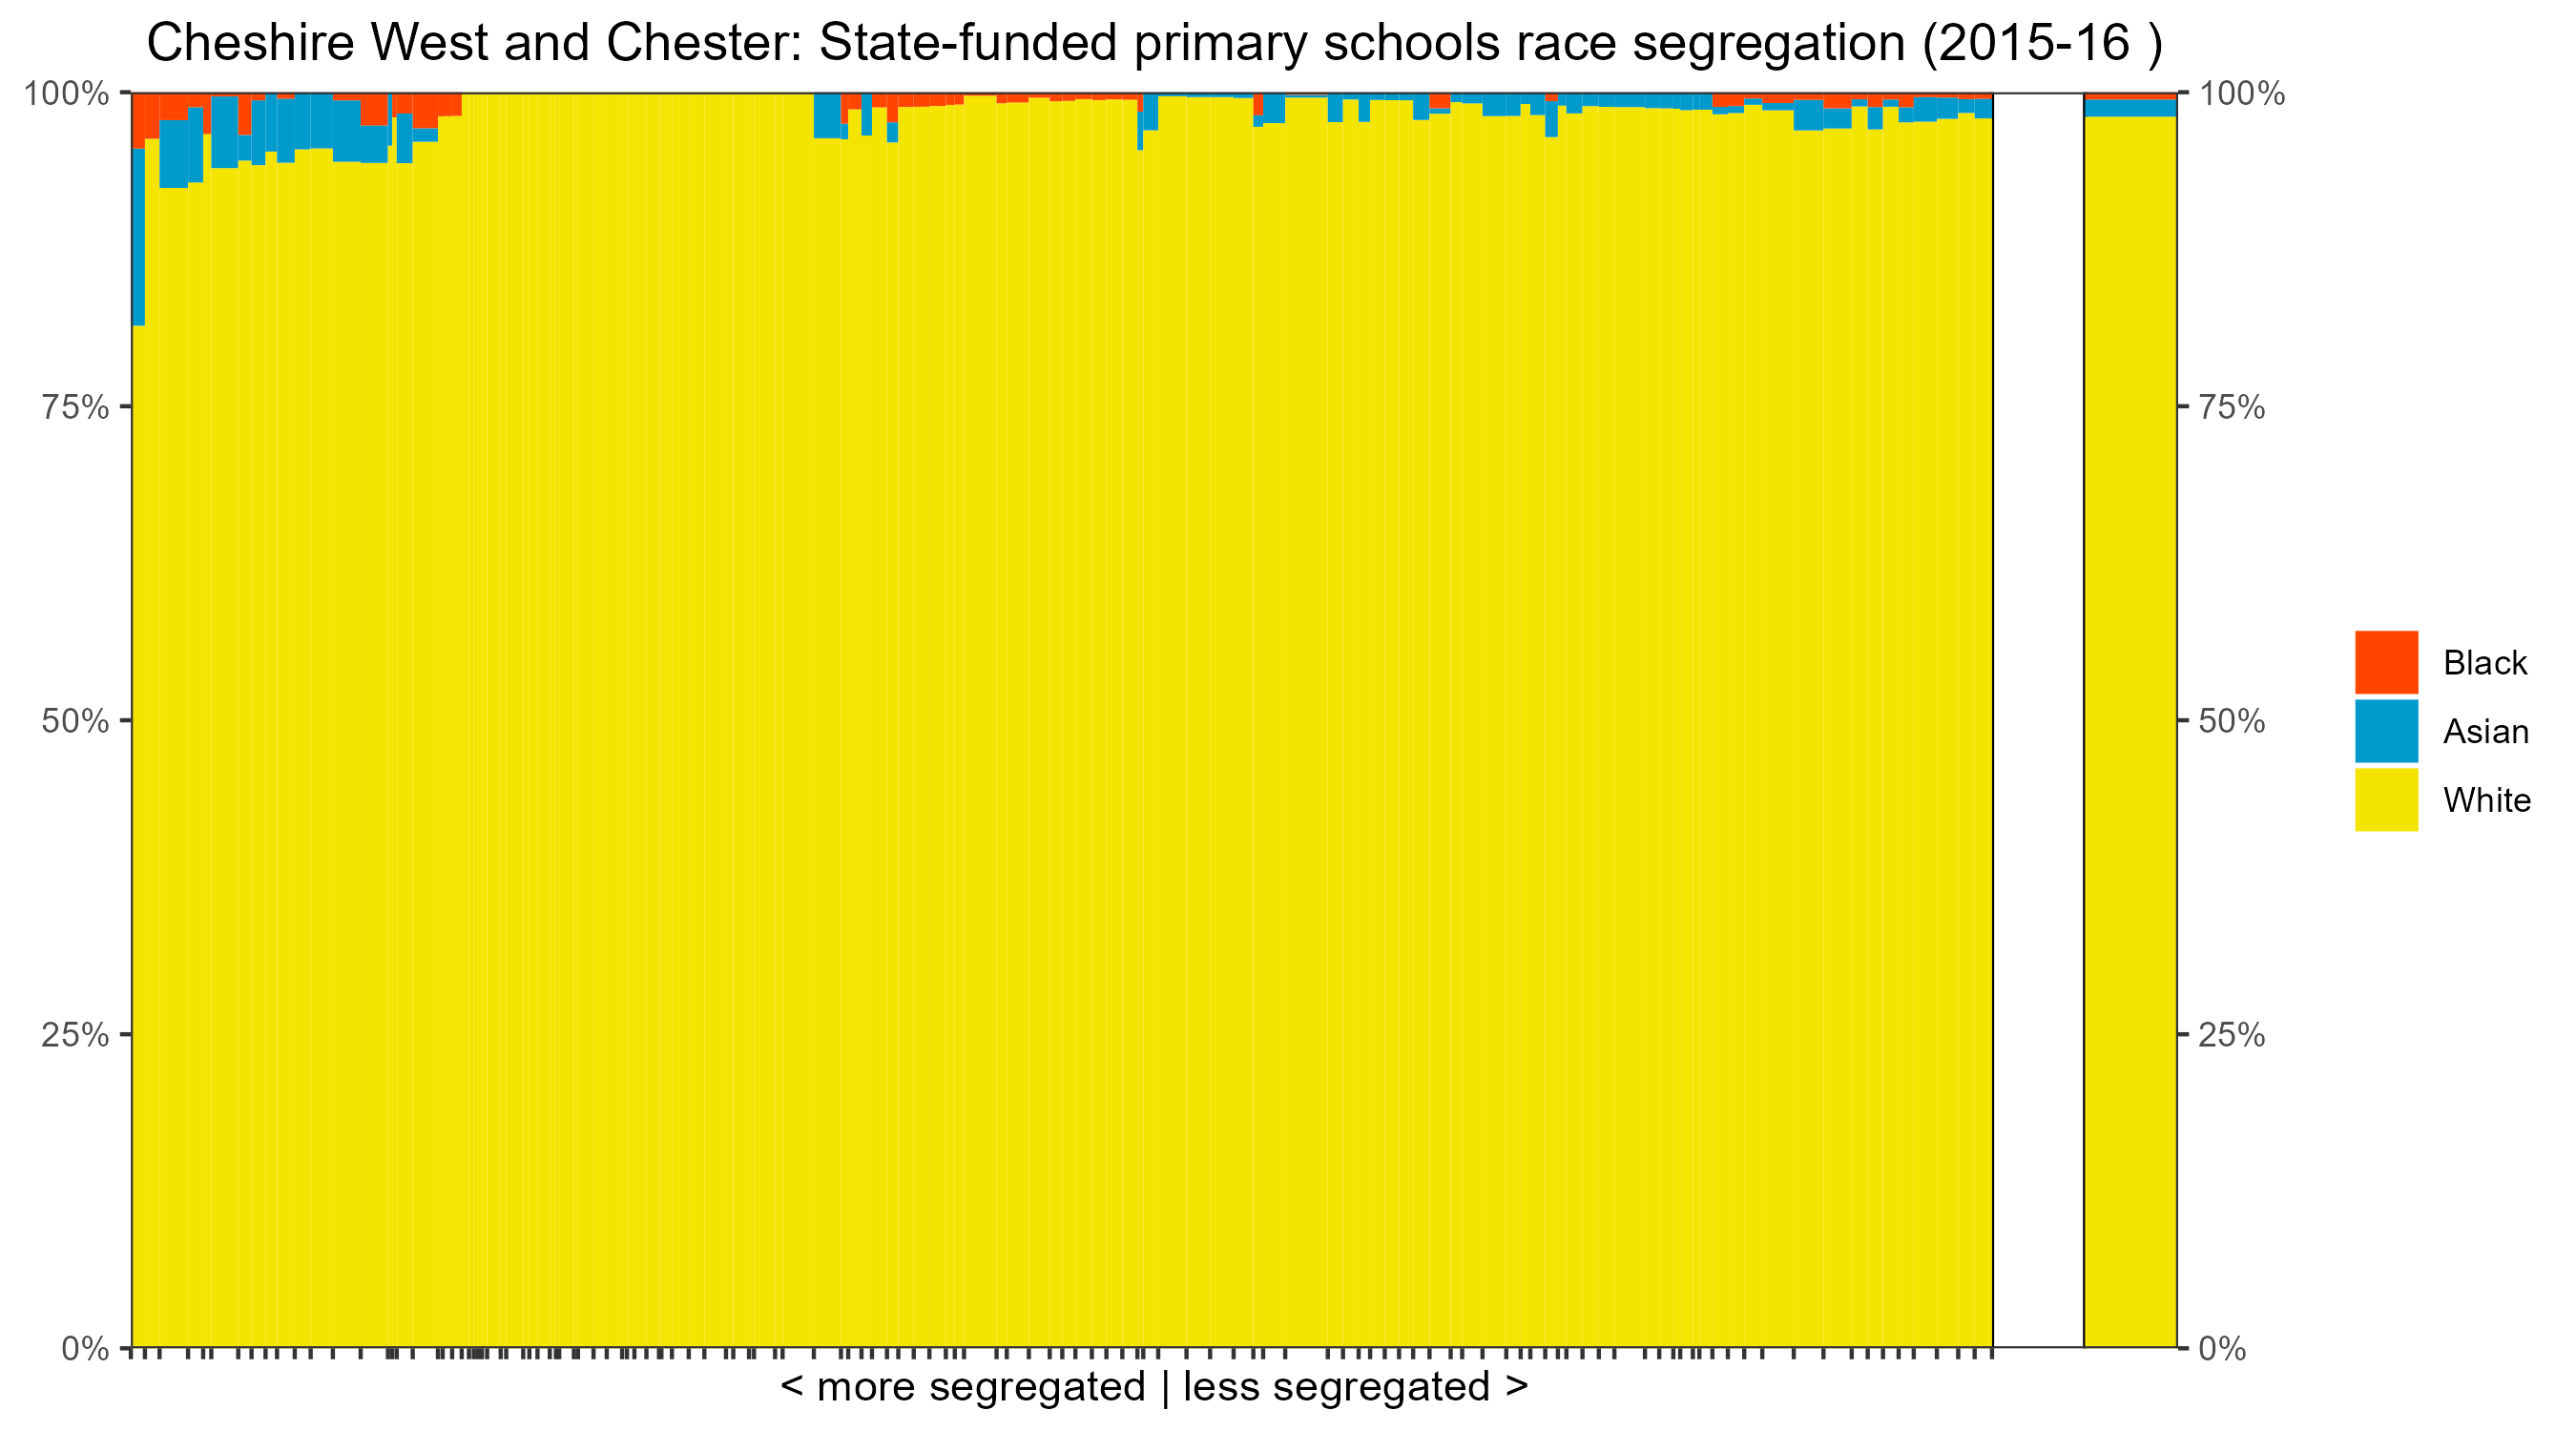 Cheshire West and Chester: State-funded primary schools race segregation (2015-16 )
100%
75%
50%
25%
0%
100%
75%
50%
25%
0%
Black
Asian
White
< more segregated | less segregated >